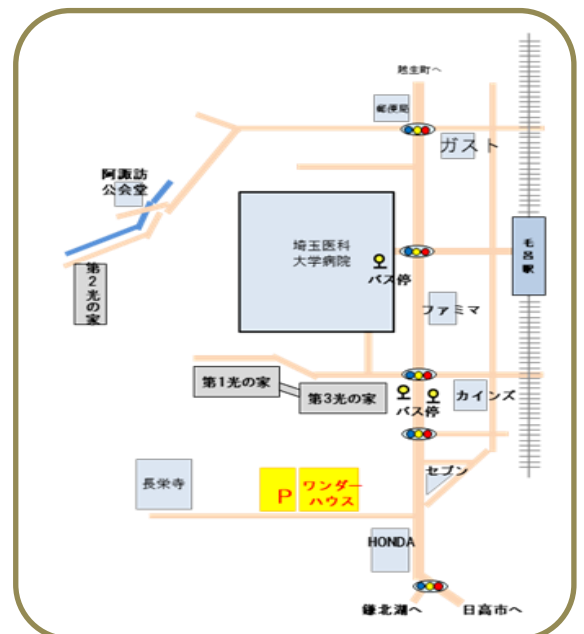 越生町へ
郵便局
ガスト
阿諏訪
公会堂
埼玉医科
大学病院
毛呂駅
バス停
第2光の家
ファミマ
第1光の家
第3光の家
カインズ
バス停
セブン
長栄寺
P
ワンダー
ハウス
HONDA
鎌北湖へ
日高市へ